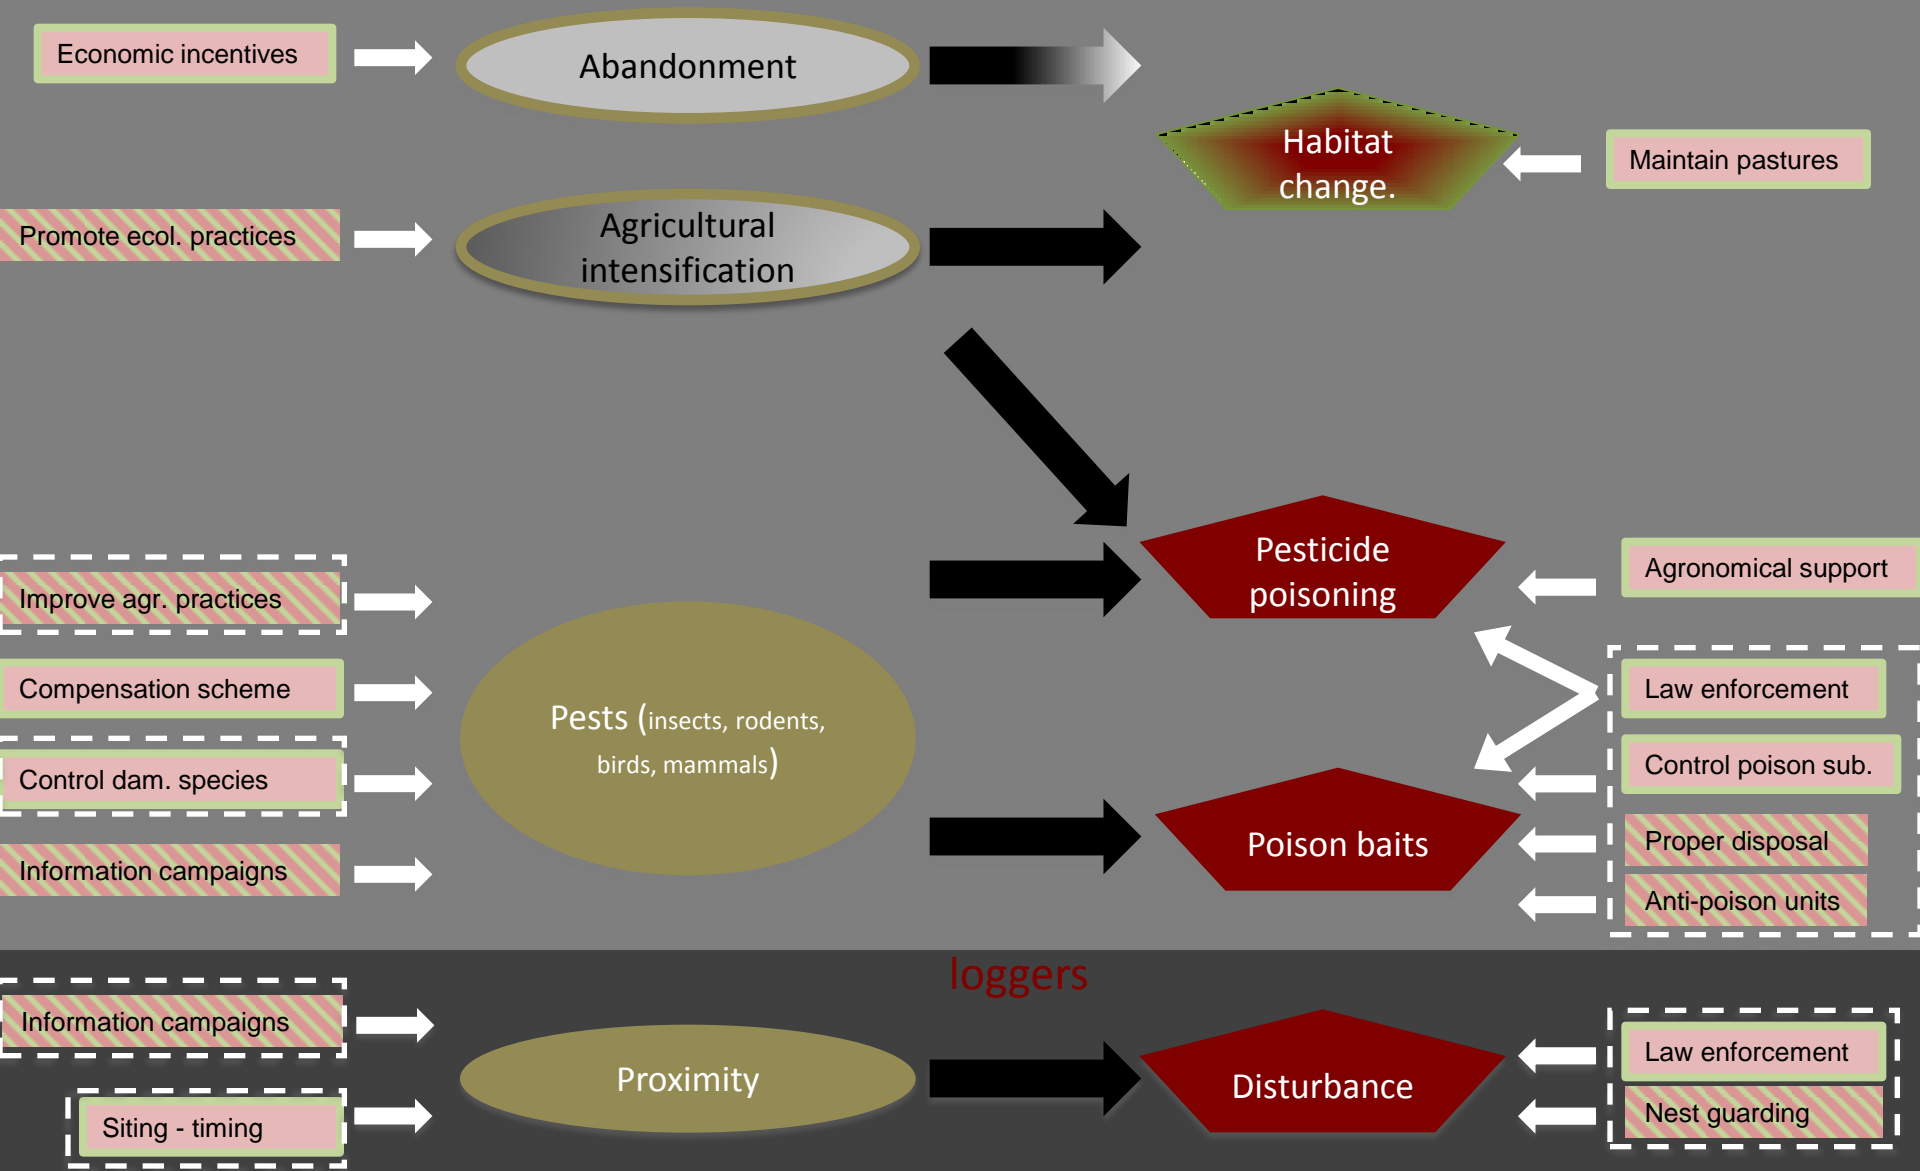 Economic incentives
Abandonment
Habitat
change.
Maintain pastures
Promote ecol. practices
Agricultural
intensification
Pesticide
poisoning
Agronomical support
Improve agr. practices
Compensation scheme
Pests (insects, rodents,
birds, mammals)
Law enforcement
Control dam. species
Control poison sub.
Information campaigns
Poison baits
Proper disposal
Anti-poison units
loggers
Information campaigns
Proximity
Disturbance
Law enforcement
Siting - timing
Nest guarding